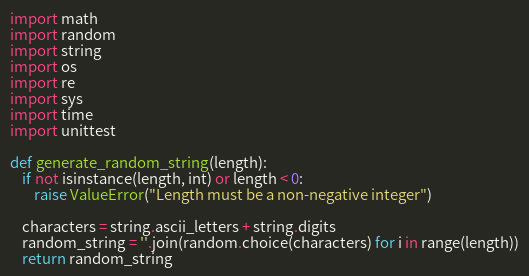 import math
import random
import string
import os
import re
import sys
import time
import unittest

def generate_random_string(length):
    if not isinstance(length, int) or length < 0:
        raise ValueError("Length must be a non-negative integer")

    characters = string.ascii_letters + string.digits
    random_string = ''.join(random.choice(characters) for i in range(length))
    return random_string